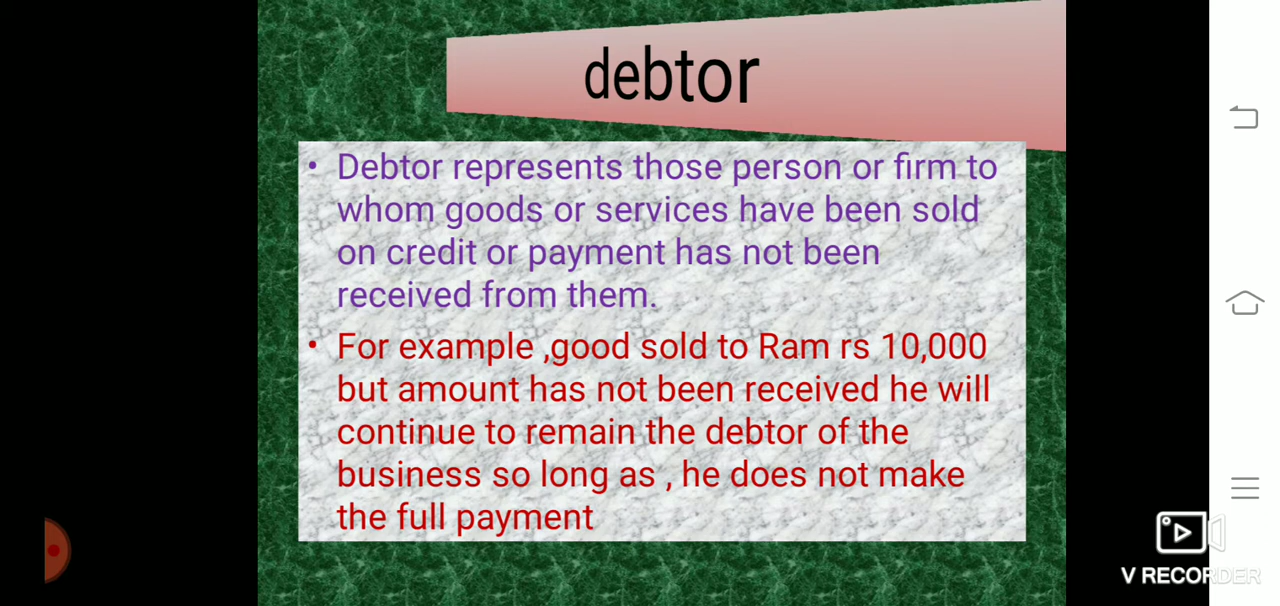 debtor
• Debtor represents those person or firm to
whom goods or services have been sold
on credit or payment has not been
received from them.
• For example ,good sold to Ram rs 10,000
but amount has not been received he will
continue to remain the debtor of the
business so long as , he does not make
the full payment
V RECORDER